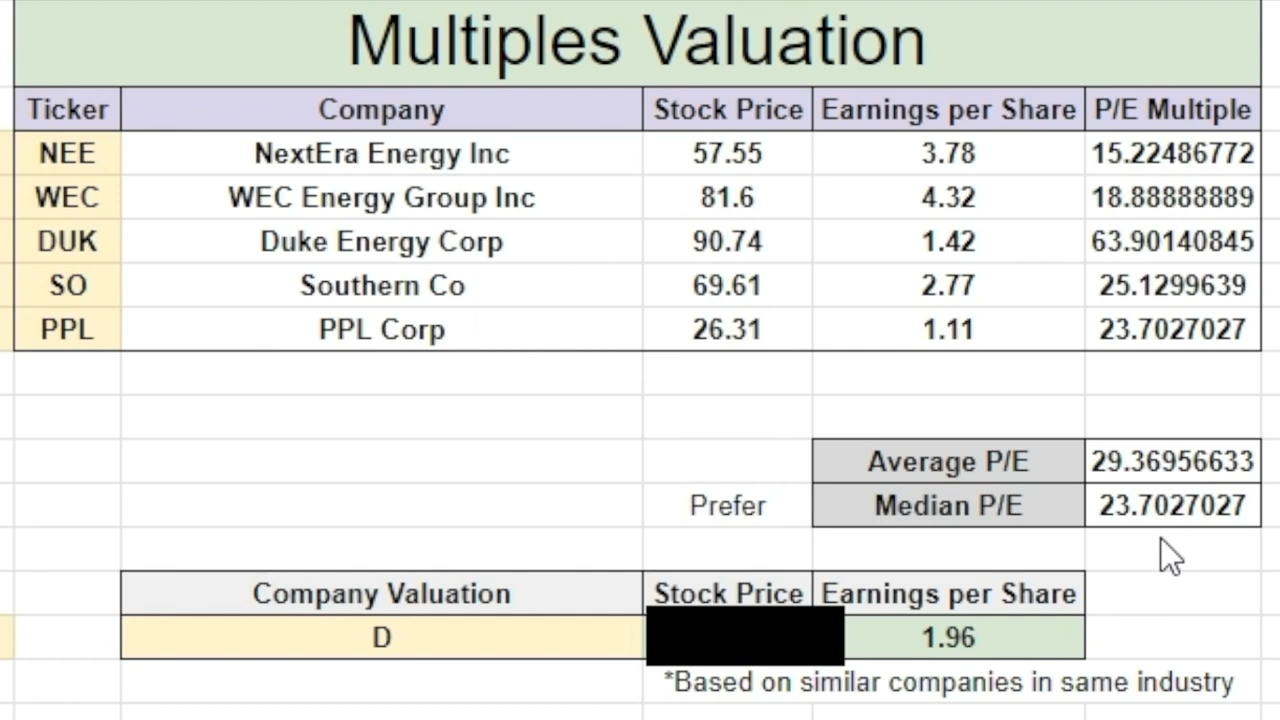 Multiples Valuation
Ticker Company Stock Price Earnings per Share P/E Multiple
NEE NextEra Energy Inc 57.55 3.78 15.22486772
WEC WEC Energy Group Inc 81.6 4.32 18.88888889
DUK Duke Energy Corp 90.74 1.42 63.90140845
SO Southern Co 69.61 2.77 25.1299639
PPL PPL Corp 26.31 1.11 23.7027027
Average P/E 29.36956633
Prefer Median P/E 23.7027027
Company Valuation Stock Price Earnings per Share
D 1.96
*Based on similar companies in same industry